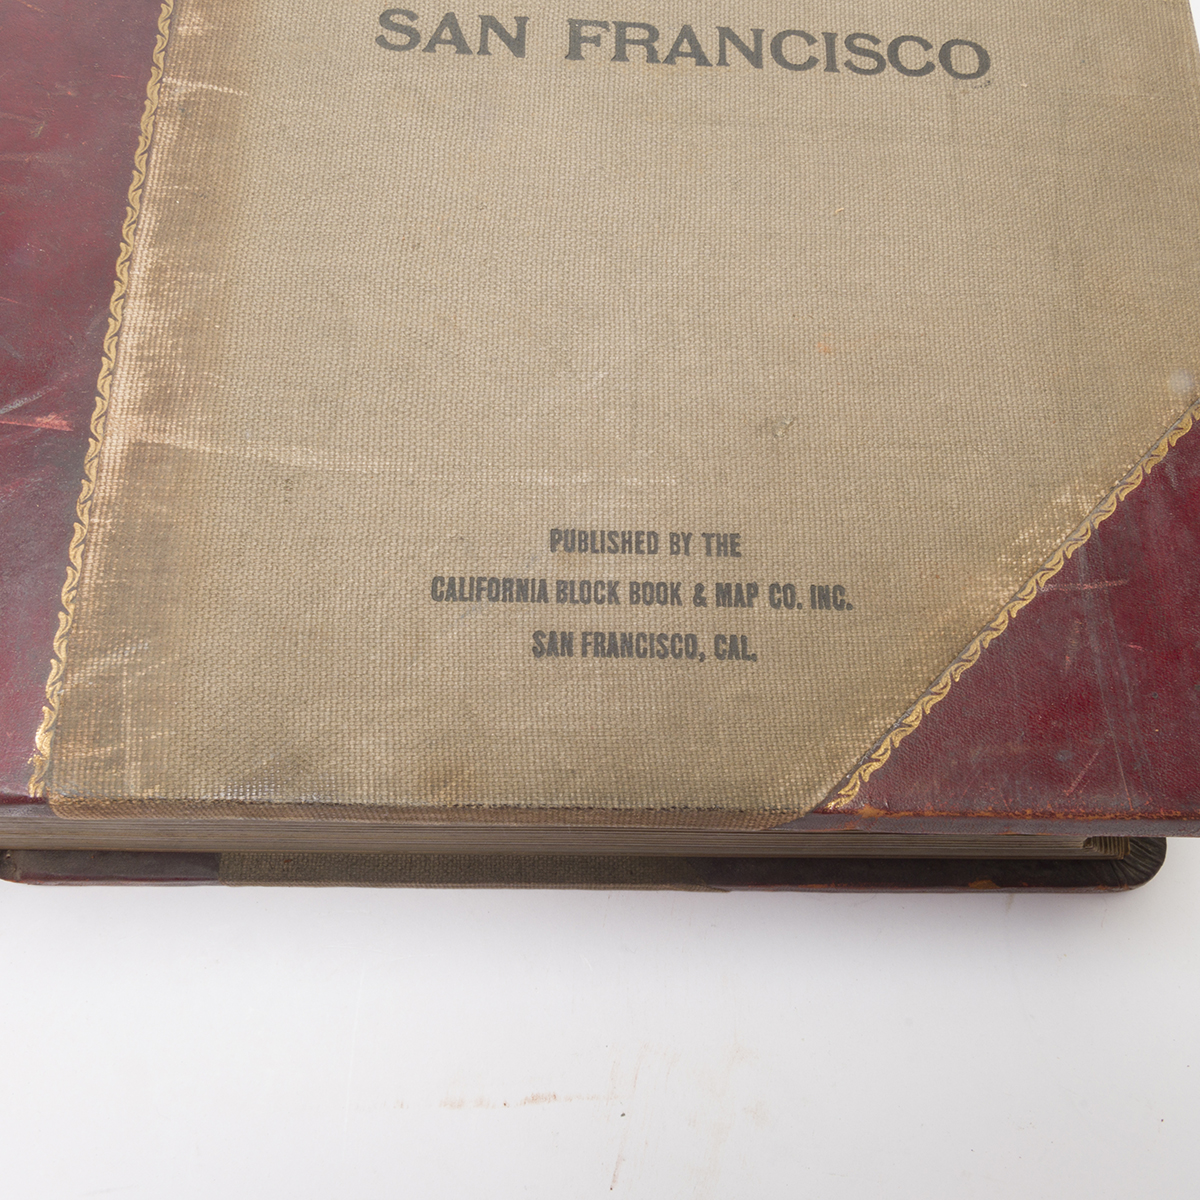 SAN FRANCISCO
PUBLISHED BY THE
CALIFORNIA BLOCK BOOK & MAP CO. INC.
SAN FRANCISCO, CAL.